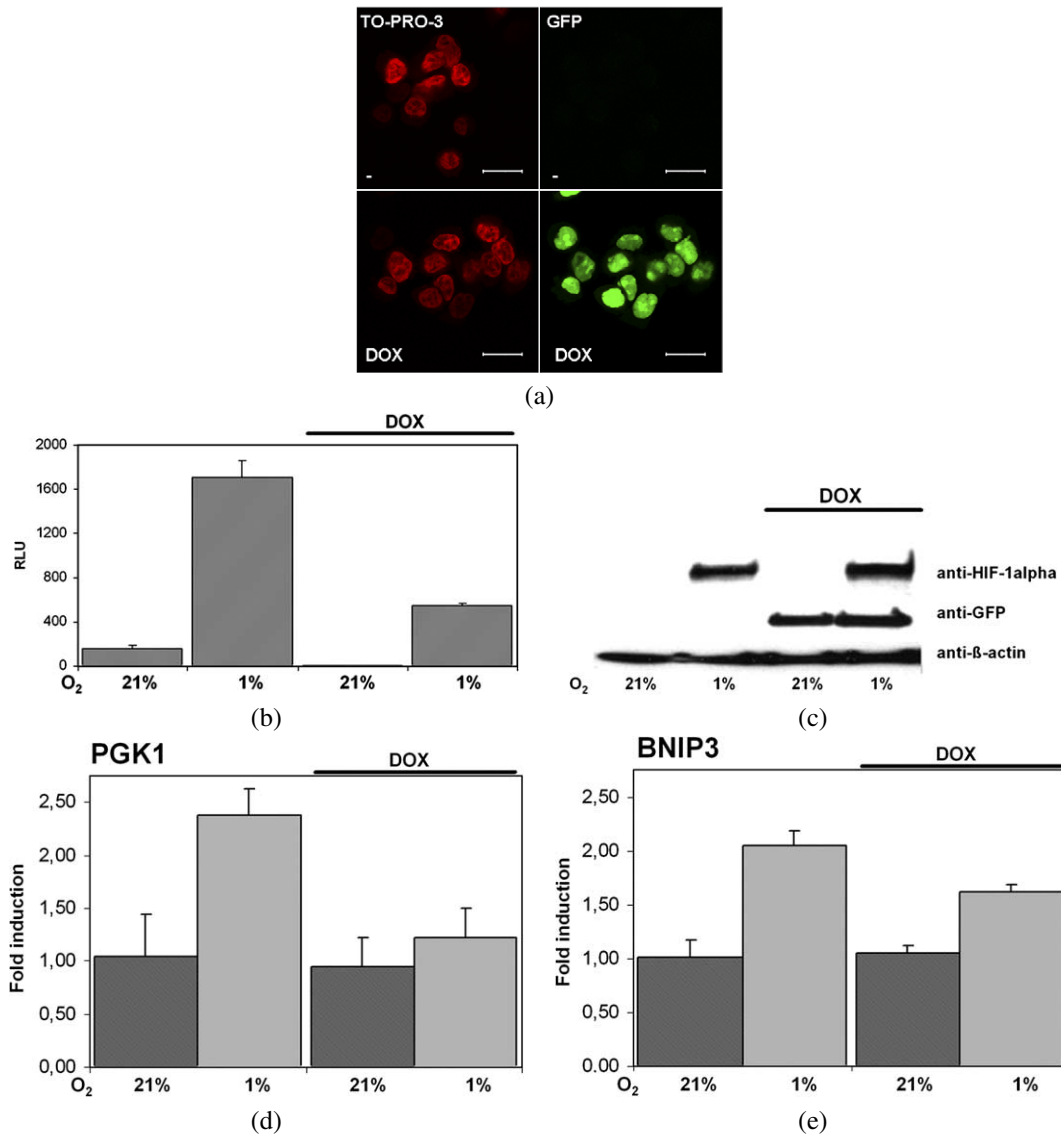 TO-PRO-3 GFP
- -
DOX DOX
(a)
DOX
2000
1600
1200
800
400
0
RLU
O2 21% 1% 21% 1%
(b)
DOX
anti-HIF-1alpha
anti-GFP
anti-ß-actin
O2 21% 1% 21% 1%
(c)
PGK1
DOX
2,50
2,00
1,50
1,00
0,50
0,00
Fold induction
O2 21% 1% 21% 1%
(d)
BNIP3
DOX
2,50
2,00
1,50
1,00
0,50
0.00
Fold induction
O2 21% 1% 21% 1%
(e)